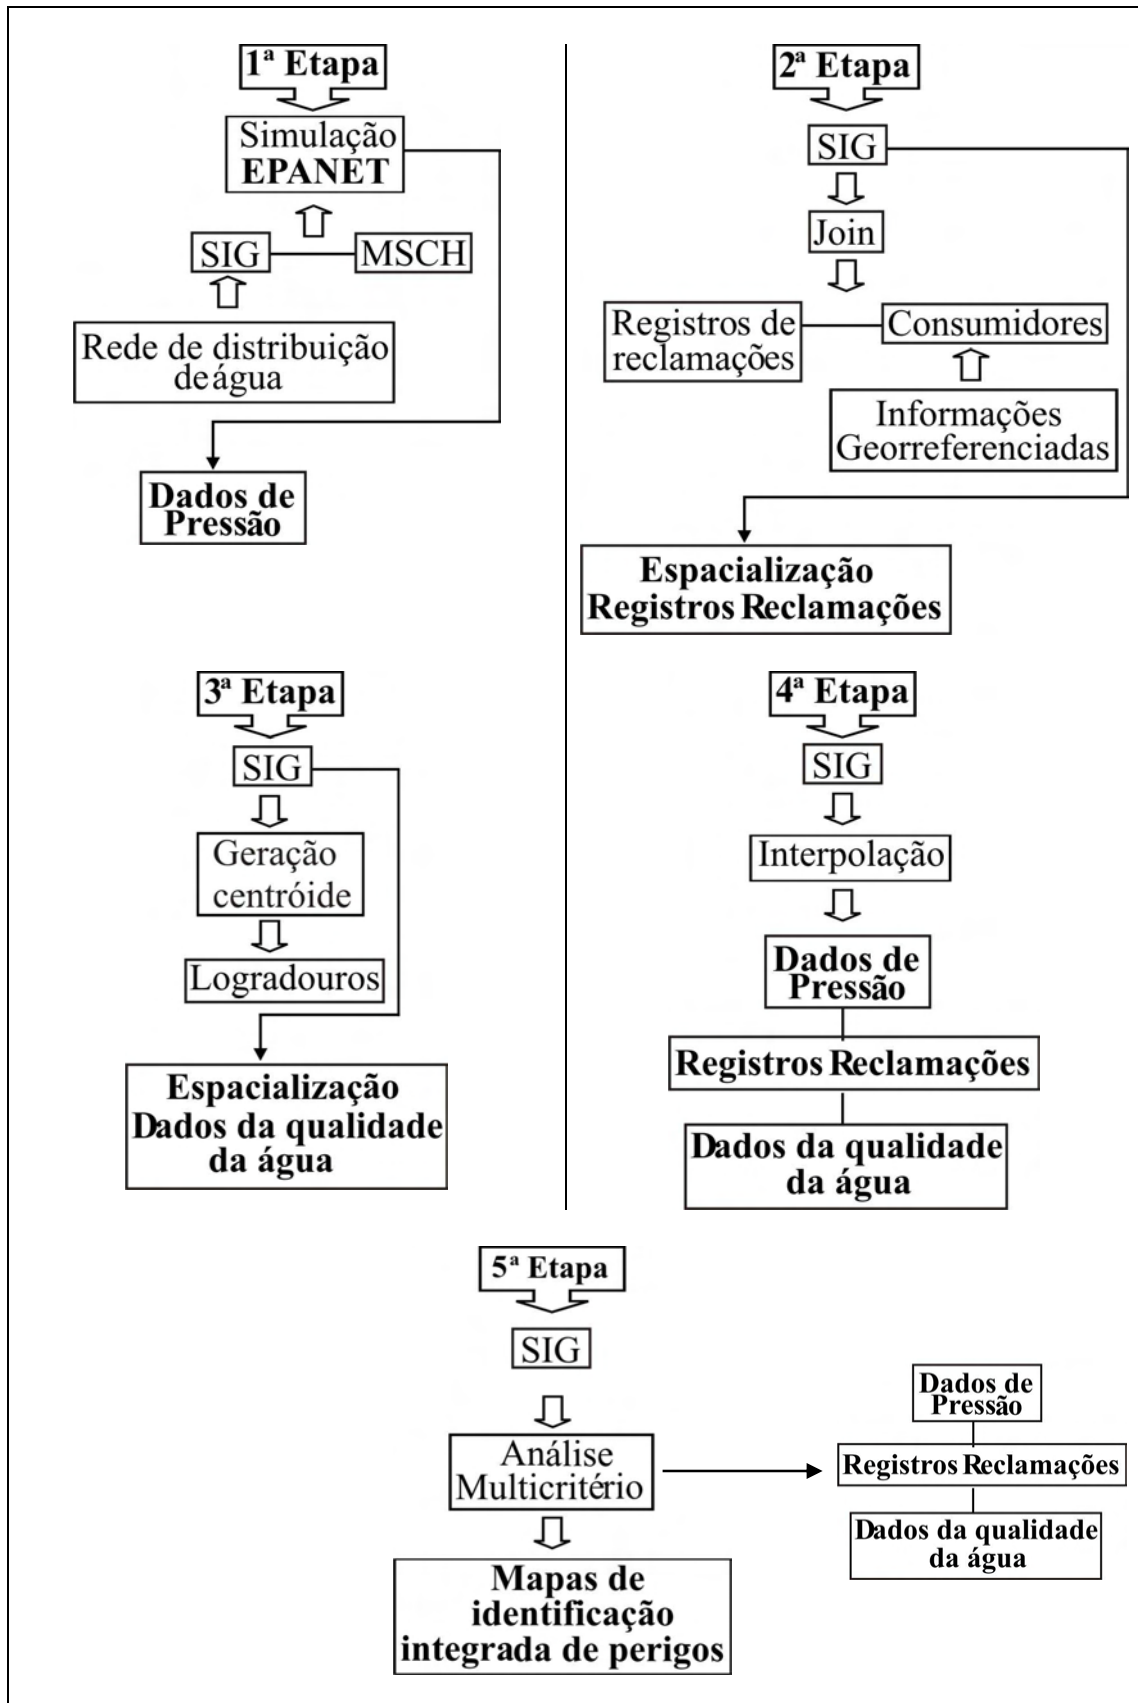 1ª Etapa
Simulação
EPANET
SIG
MSCH
Rede de distribuição
de água
Dados de
Pressão
2ª Etapa
SIG
Join
Registros de
reclamações
Consumidores
Informações
Georreferenciadas
Espacialização
Registros Reclamações
3ª Etapa
SIG
Geração
centróide
Logradouros
Espacialização
Dados da qualidade
da água
4ª Etapa
SIG
Interpolação
Dados de
Pressão
Registros Reclamações
Dados da qualidade
da água
5ª Etapa
SIG
Análise
Multicritério
Mapas de
identificação
integrada de perigos
Dados de
Pressão
Registros Reclamações
Dados da qualidade
da água